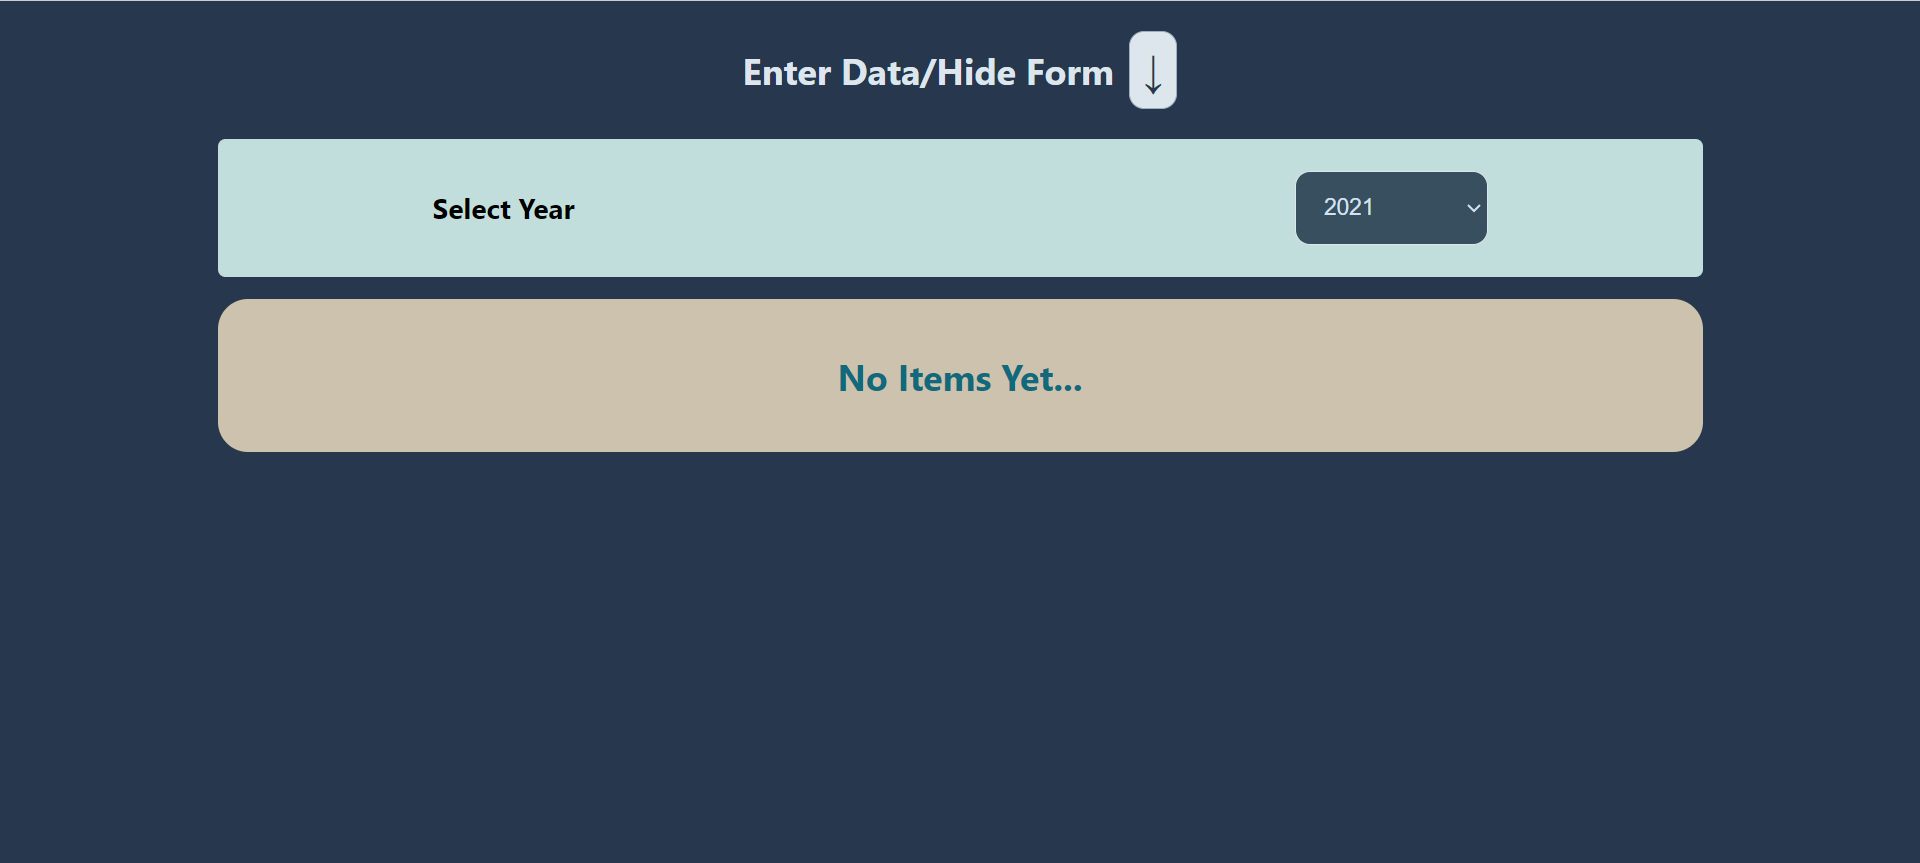 Enter Data/Hide Form ↓
Select Year
2021
No Items Yet...